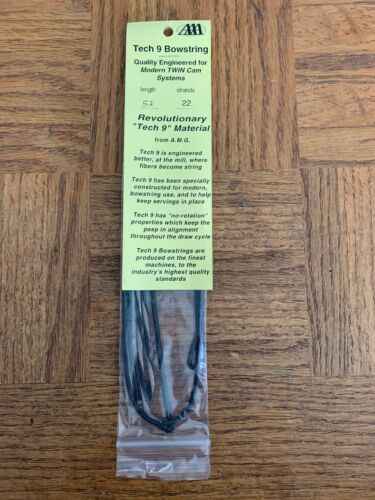 Tech 9 Bowstring
Quality Engineered for
Modern TWIN Cam
Systems
length strands
52 22
Revolutionary
"Tech 9" Material
from A.M.G.
Tech 9 is engineered
better, at the mill, where
fibers become string
Tech 9 has been specially
constructed for modern,
bowstring use, and to help
keep servings in place
Tech 9 has "no-rotation"
properties which keep the
peep in alignment
throughout the draw cycle
Tech 9 Bowstrings are
produced on the finest
machines, to the
industry's highest quality
standards